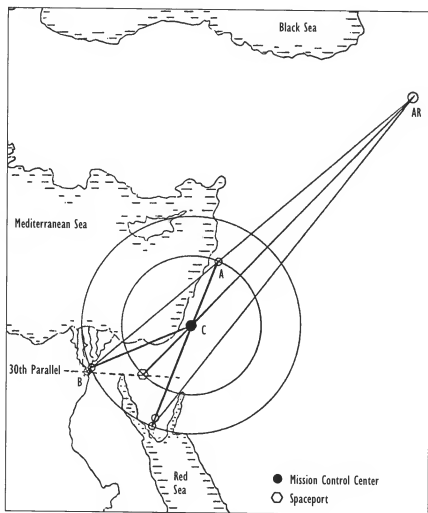 Black Sea
AR
Mediterranean Sea
A
C
30th Parallel
B
Red
Sea
Mission Control Center
Spaceport